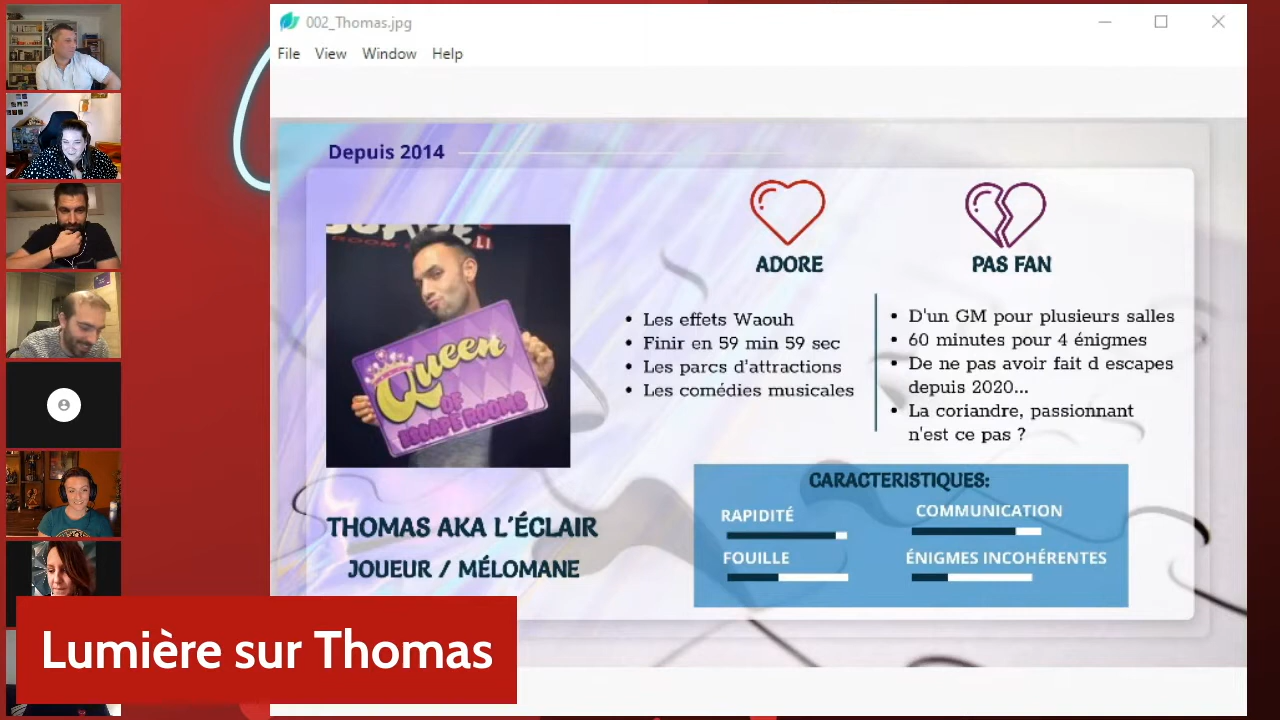 002_Thomas.jpg
File View Window Help
Depuis 2014
ROOM
LI
Queen
OF
ESCAPE ROOMS
THOMAS AKA L'ÉCLAIR
JOUEUR / MÉLOMANE
ADORE
• Les effets Waouh
• Finir en 59 min 59 sec
• Les parcs d'attractions
• Les comédies musicales
PAS FAN
• D'un GM pour plusieurs salles
• 60 minutes pour 4 énigmes
• De ne pas avoir fait d escapes
depuis 2020...
• La coriandre, passionnant
n'est ce pas ?
CARACTERISTIQUES:
RAPIDITÉ
COMMUNICATION
FOUILLE
ÉNIGMES INCOHÉRENTES
Lumière sur Thomas